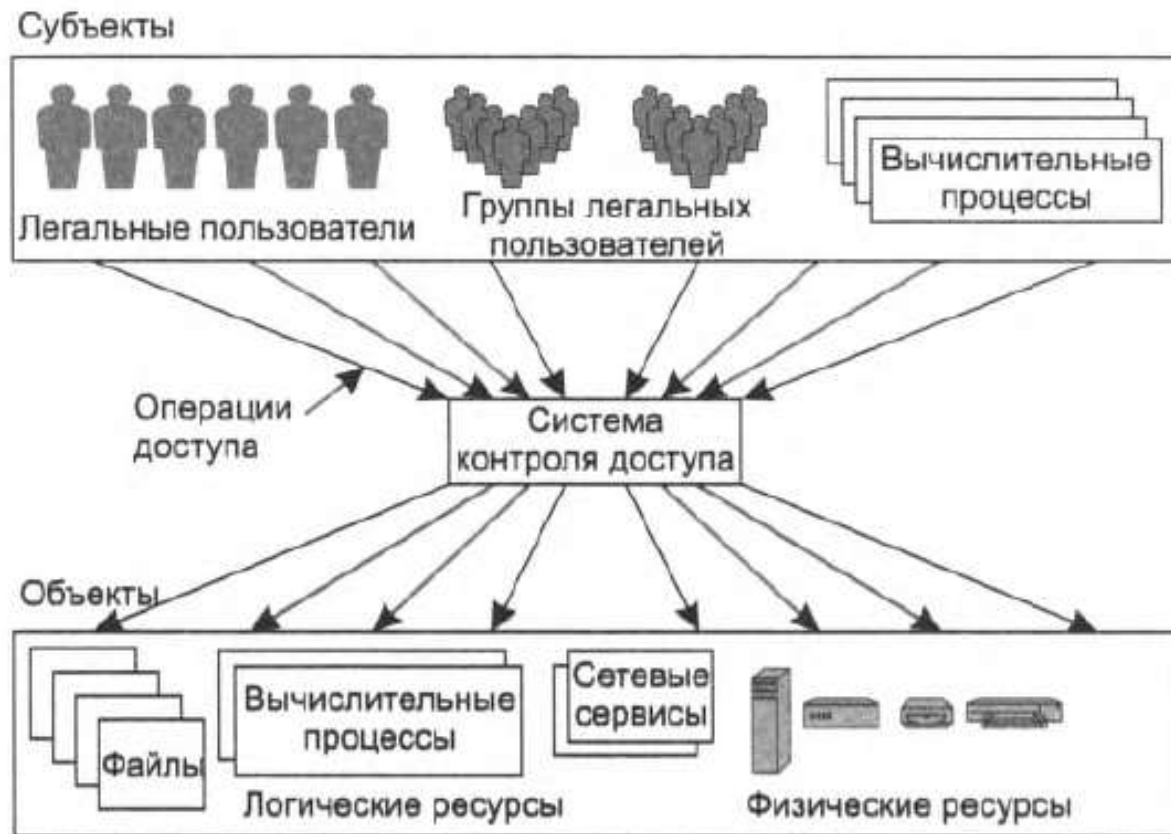 Субъекты
Легальные пользователи
Группы легальных
пользователей
Вычислительные
процессы
Операции
доступа
Система
контроля доступа
Объекты
Файлы
Вычислительные
процессы
Сетевые
сервисы
Логические ресурсы
Физические ресурсы